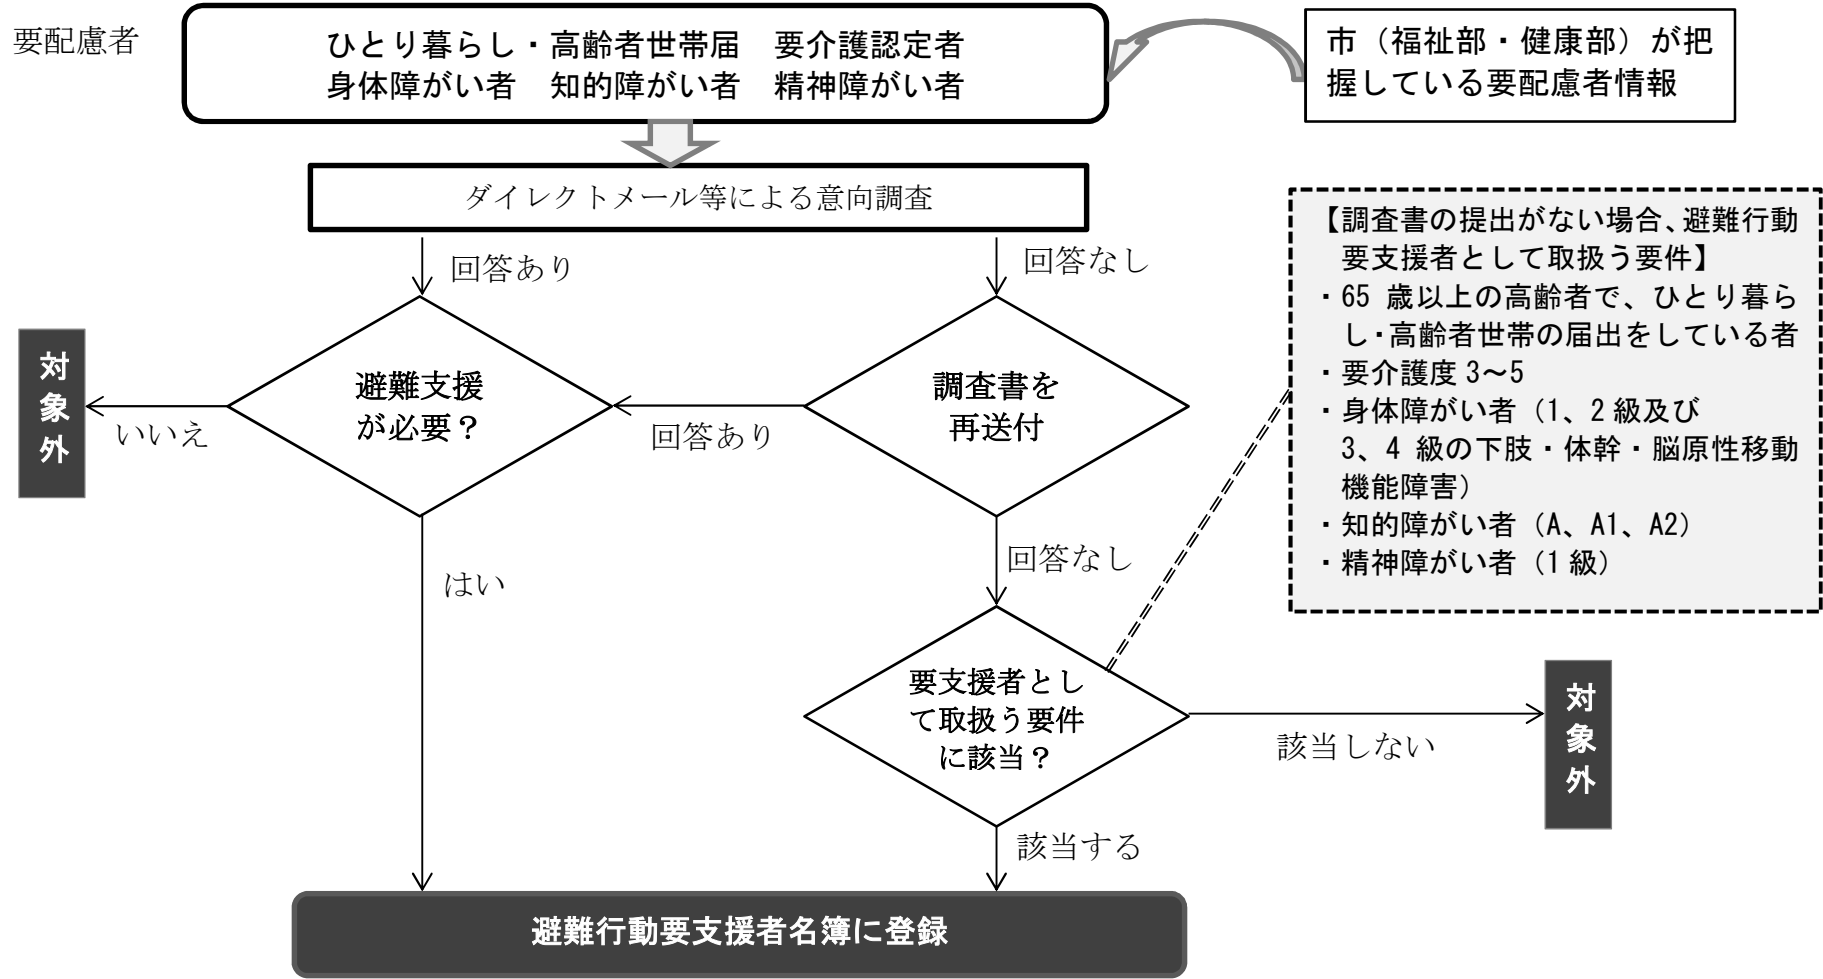 要配慮者
ひとり暮らし・高齢者世帯届　要介護認定者
身体障がい者　知的障がい者　精神障がい者
市（福祉部・健康部）が把
握している要配慮者情報
ダイレクトメール等による意向調査
回答あり
回答なし
【調査書の提出がない場合、避難行動
要支援者として取扱う要件】
・65 歳以上の高齢者で、ひとり暮ら
し・高齢者世帯の届出をしている者
・要介護度 3～5
・身体障がい者（1、2 級及び
3、4 級の下肢・体幹・脳原性移動
機能障害）
・知的障がい者（A、A1、A2）
・精神障がい者（1 級）
対
象
外
いいえ
避難支援
が必要？
回答あり
調査書を
再送付
はい
回答なし
要支援者とし
て取扱う要件
に該当？
該当しない
対
象
外
該当する
避難行動要支援者名簿に登録